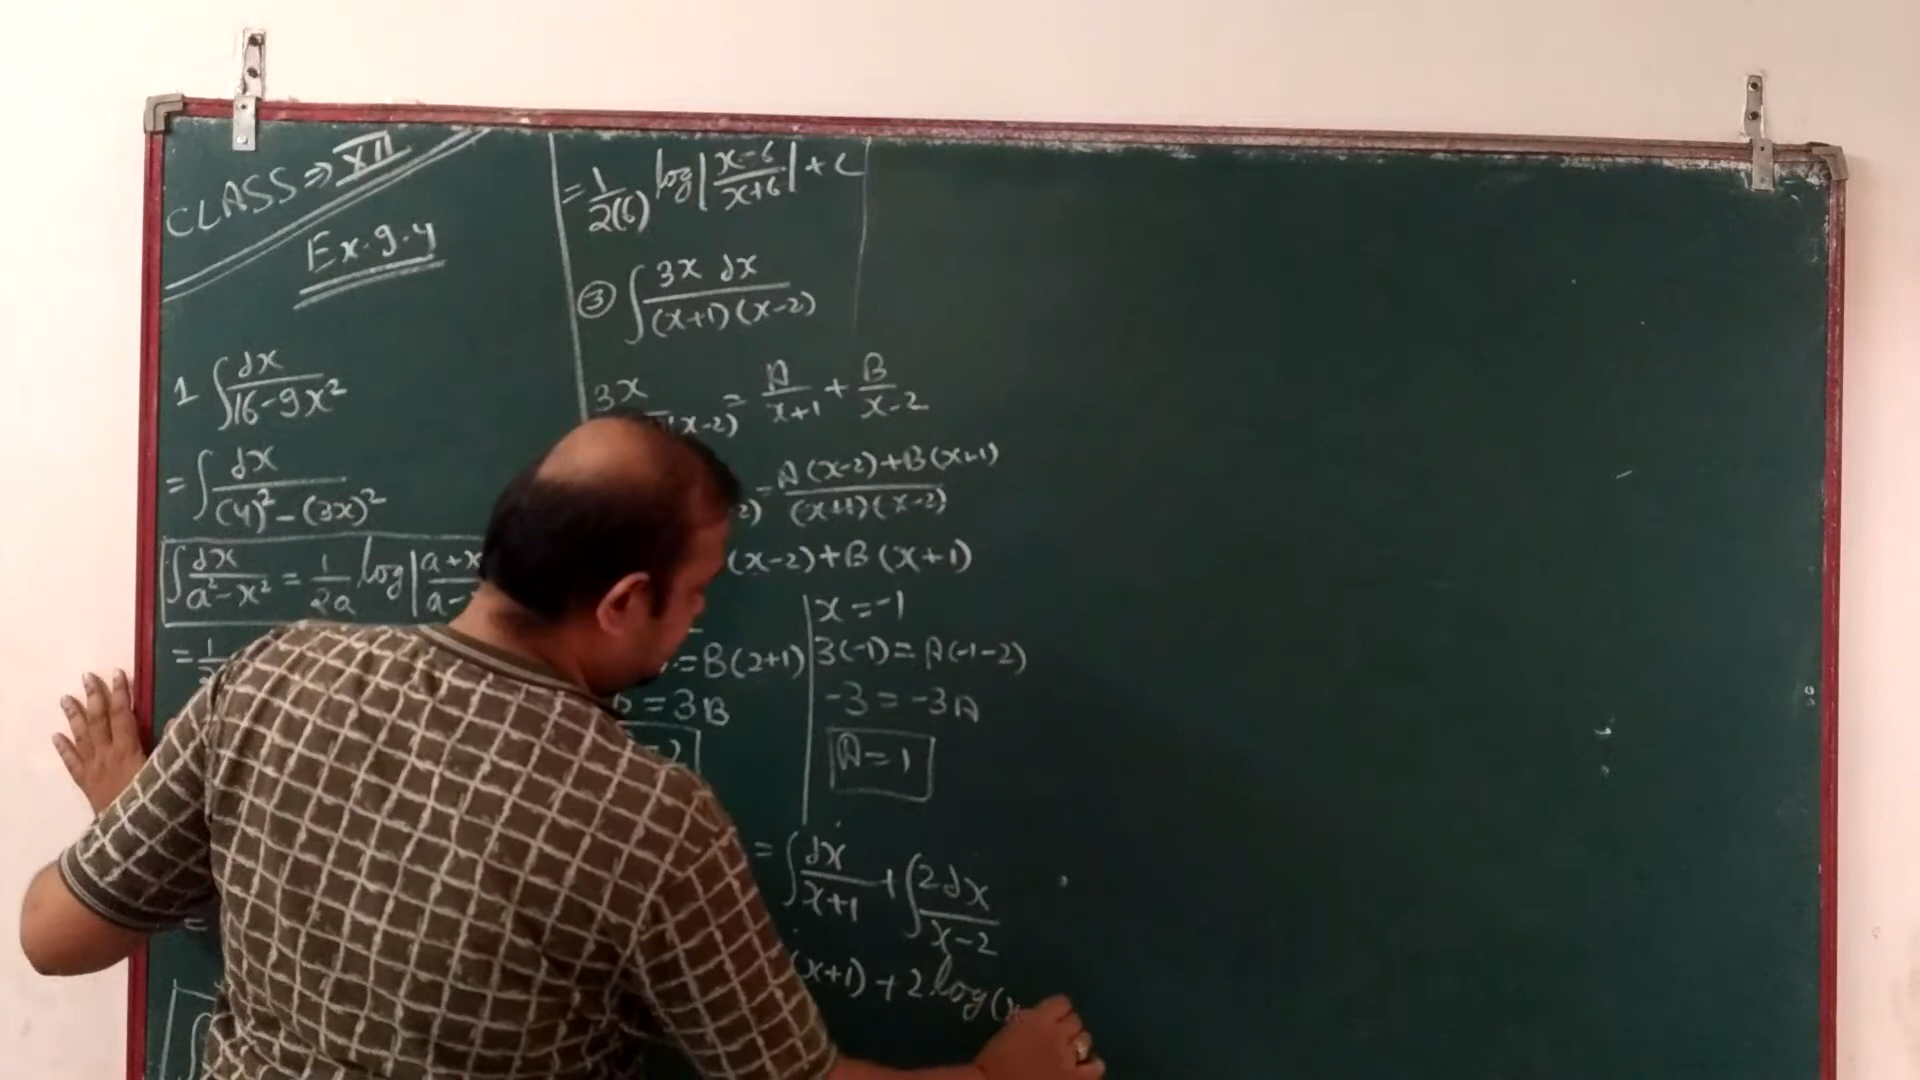 CLASS ⇒ XII
Ex. 9.4
1 ∫ dx / 16-9x²
= ∫ dx / (4)² - (3x)²
∫ dx / a²-x² = 1/2a log | a+x / a-
= 1/
=
= 1/2(6) log | x-6 / x+6 | + c
③ ∫ 3x dx / (x+1)(x-2)
3x / (x-2) = A / x+1 + B / x-2
2) = A(x-2)+B(x+1) / (x+1)(x-2)
(x-2)+B(x+1)
= B(2+1)
= 3B
= 2
x = -1
3(-1) = A(-1-2)
-3 = -3A
A = 1
= ∫ dx / x+1 + ∫ 2dx / x-2
(x+1) + 2 log(x